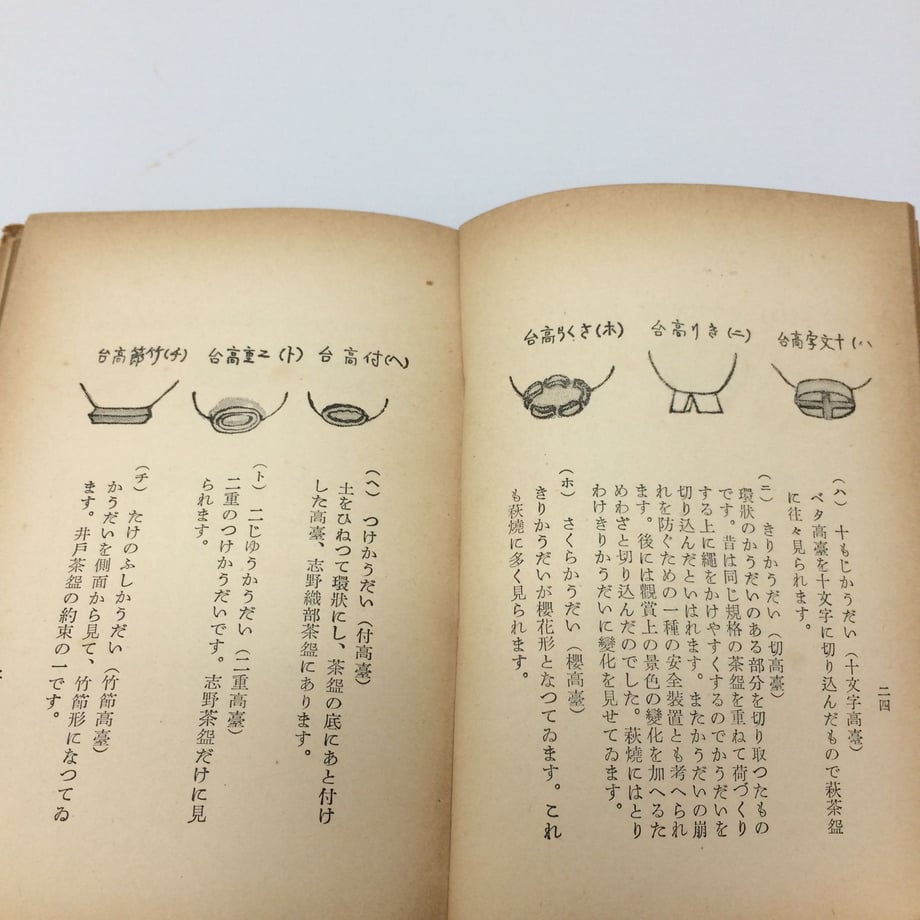 二四
(ハ十文字高台
(ニ)きり高台
(ホ)さくら高台
(ハ) 十もじかうだい(十文字高臺)
ベタ高臺を十文字に切り込んだもので萩茶盌
に往々見られます。
(ニ) きりかうだい(切高臺)
環狀のかうだいのある部分を切り取つたもの
です。昔は同じ規格の茶盌を重ねて荷づくり
する上に繩をかけやすくするのでかうだいを
切り込んだといはれます。またかうだいの崩
れを防ぐための一種の安全裝置とも考へられ
ます。後には觀賞上の景色の變化を加へるた
めわざと切り込んだのでした。萩燒にはとり
わけきりかうだいに變化を見せてゐます。
(ホ) さくらかうだい(櫻高臺)
きりかうだいが櫻花形となつてゐます。これ
も萩燒に多く見られます。
(ヘ)付高台
(ト)二重高台
(チ)竹節高台
(ヘ) つけかうだい(付高臺)
土をひねつて環狀にし、茶盌の底にあと付け
した高臺、志野織部茶盌にあります。
(ト) 二じゆうかうだい(二重高臺)
二重のつけかうだいです。志野茶盌だけに見
られます。
(チ) たけのふしかうだい(竹節高臺)
かうだいを側面から見て、竹節形になつてゐ
ます。井戶茶盌の約束の一です。